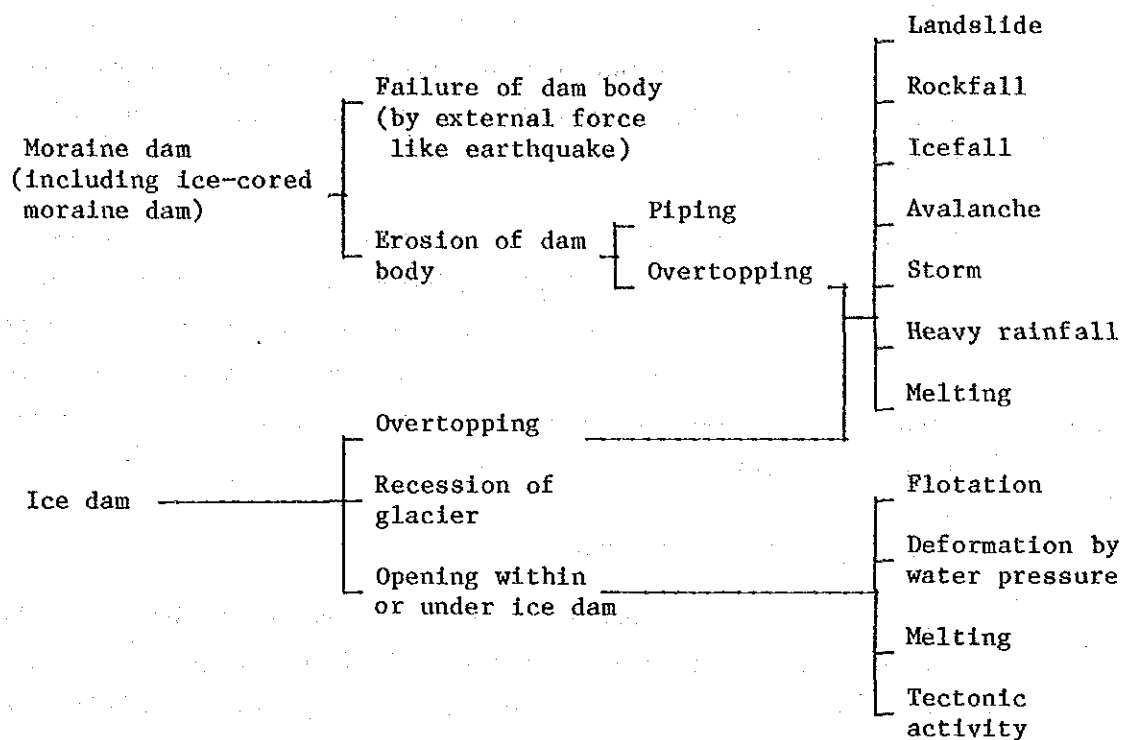 Moraine dam
(including ice-cored
moraine dam)
Failure of dam body
(by external force
like earthquake)
Erosion of dam
body
Piping
Overtopping
Landslide
Rockfall
Icefall
Avalanche
Storm
Heavy rainfall
Melting
Ice dam
Overtopping
Recession of
glacier
Opening within
or under ice dam
Flotation
Deformation by
water pressure
Melting
Tectonic
activity